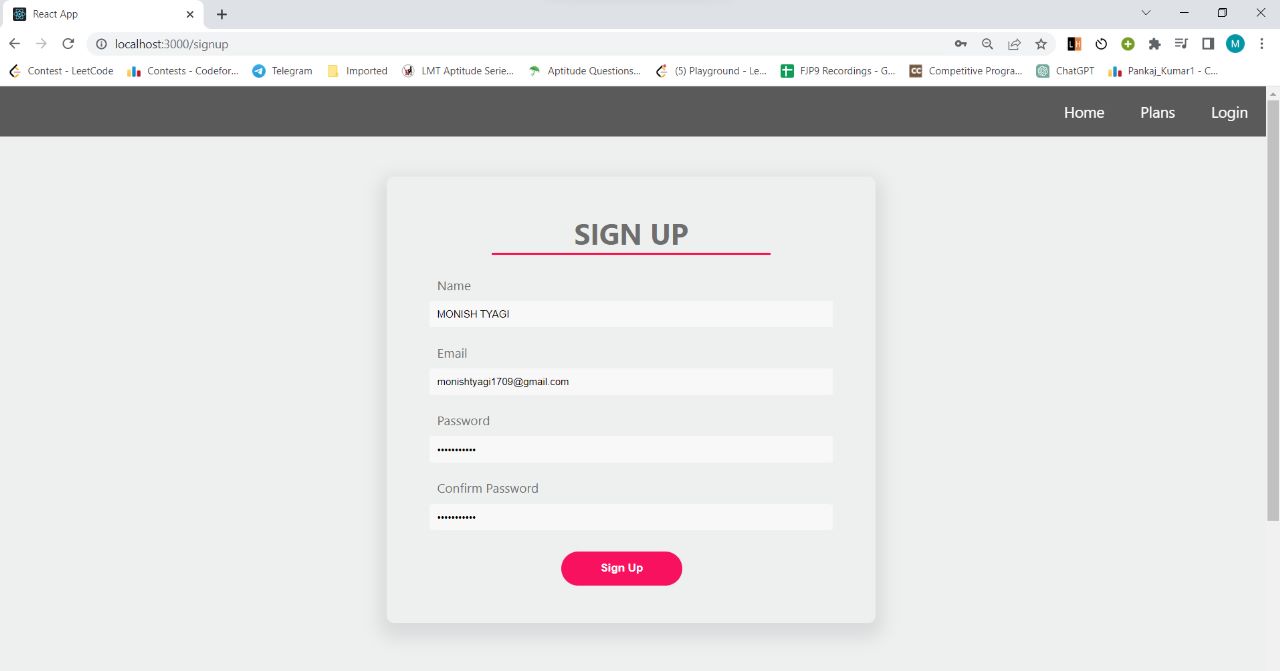 React App
localhost:3000/signup
M
Contest - LeetCode Contests - Codefor... Telegram Imported LMT Aptitude Serie... Aptitude Questions... (5) Playground - Le... FJP9 Recordings - G... CC Competitive Progra... ChatGPT Pankaj_Kumar1 - C...
Home Plans Login
SIGN UP
Name
MONISH TYAGI
Email
monishtyagi1709@gmail.com
Password
•••••••••••
Confirm Password
•••••••••••
Sign Up